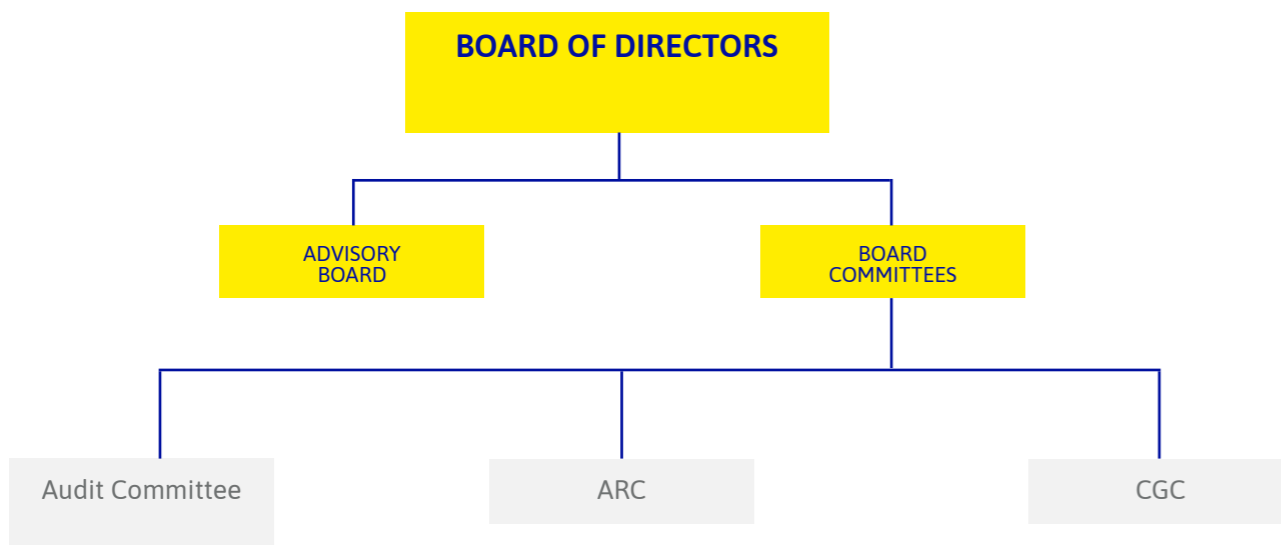 BOARD OF DIRECTORS
ADVISORY
BOARD
BOARD
COMMITTEES
Audit Committee
ARC
CGC